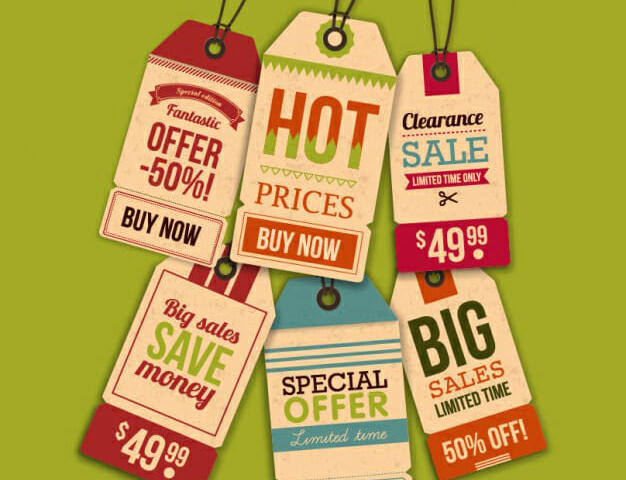 Special edition
Fantastic
OFFER
-50%!
BUY NOW
HOT
PRICES
BUY NOW
Clearance
SALE
LIMITED TIME ONLY
$49.99
Big sales
SAVE
money
$49.99
SPECIAL
OFFER
Limited time
BIG
SALES
LIMITED TIME
50% OFF!